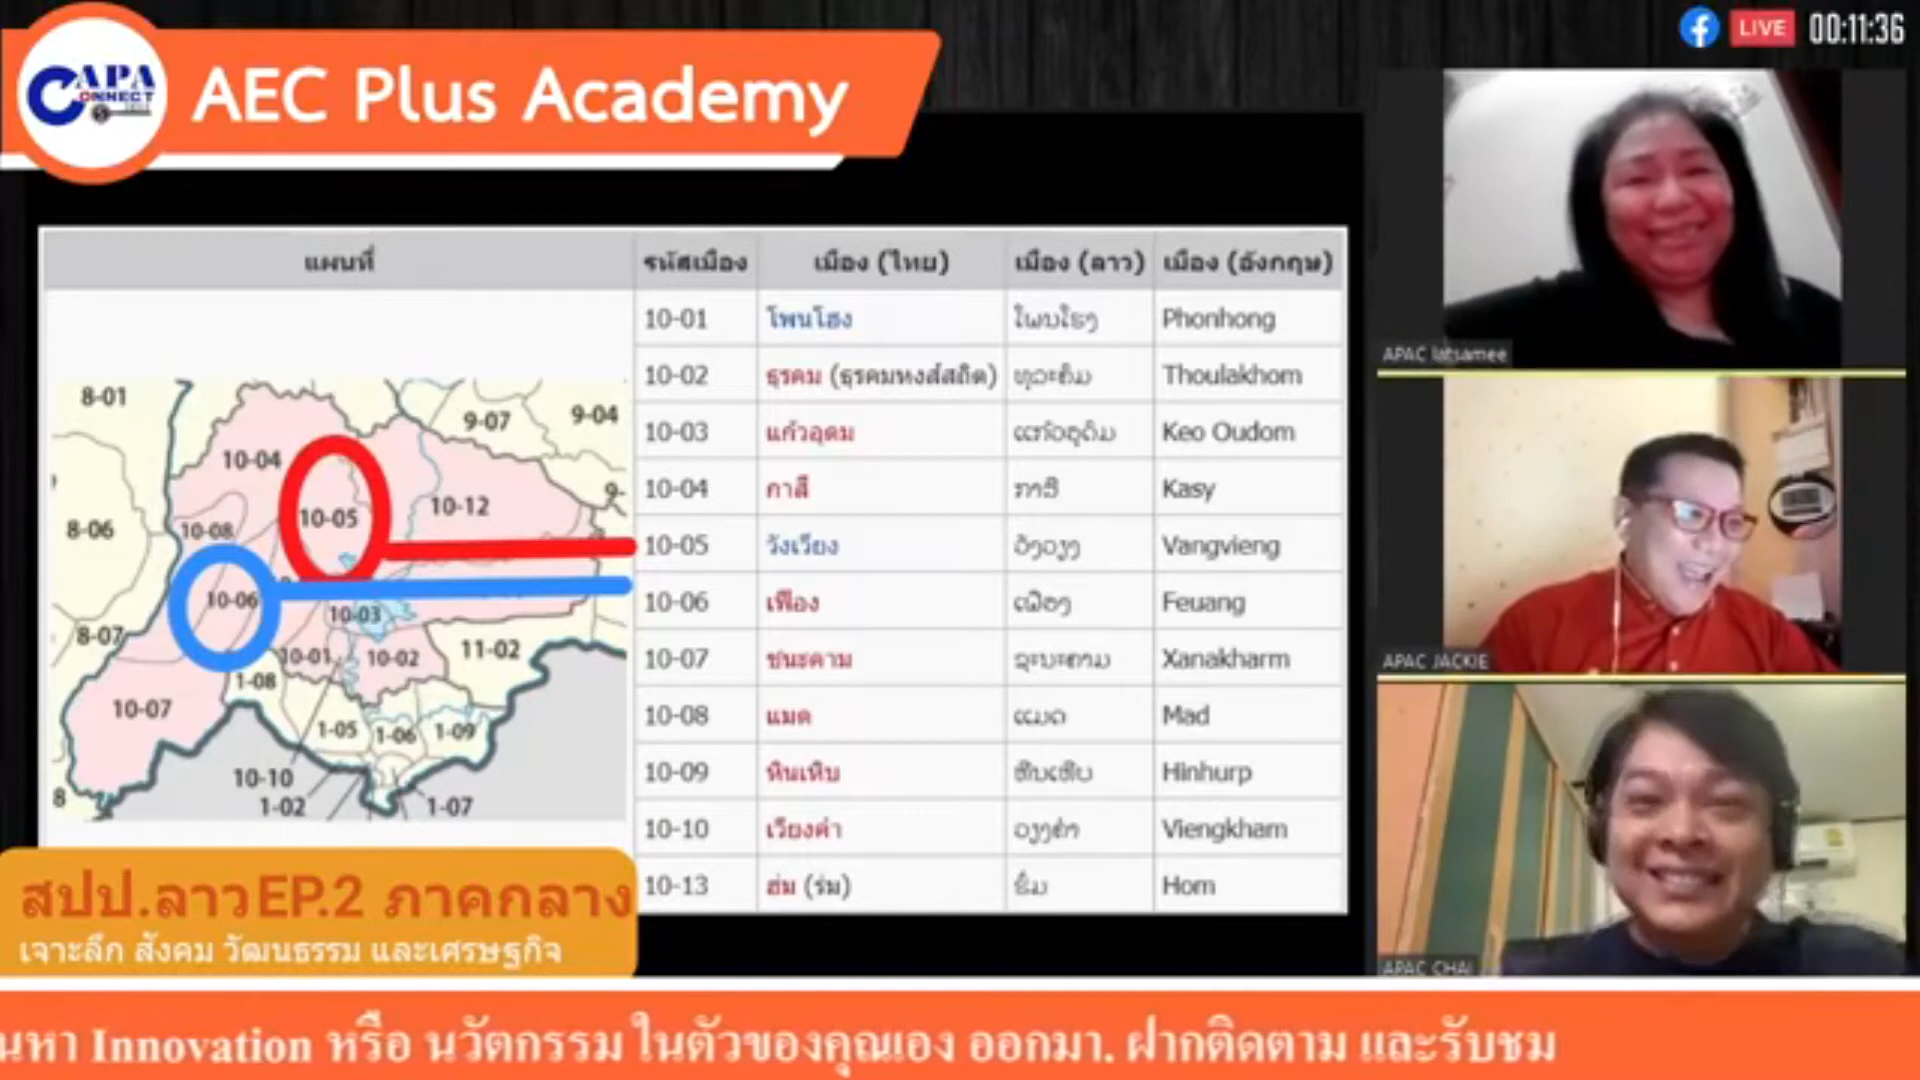 CAPA
CONNECT
AEC Plus Academy
LIVE 00:11:36
แผนที่ รหัสเมือง เมือง (ไทย) เมือง (ลาว) เมือง (อังกฤษ)
10-01 โพนโฮง ໂພນໂຮງ Phonhong
10-02 ธุรคม (ธุรคมหงส์สถิต) ທຸລະຄົມ Thoulakhom
10-03 แก้วอุดม ແກ້ວອຸດົມ Keo Oudom
10-04 กาสี ກາສີ Kasy
10-05 วังเวียง ວັງວຽງ Vangvieng
10-06 เฟือง ເຟືອງ Feuang
10-07 ชนะคาม ຊະນະຄາມ Xanakharm
10-08 แมด ແມດ Mad
10-09 หินเหิบ ຫີນເຫີບ Hinhurp
10-10 เวียงคำ ວຽງຄຳ Viengkham
10-13 ฮ่ม (ร่ม) ຮົ່ມ Hom
8-01
9-07
9-04
10-04
9-
10-12
10-05
8-06
10-08
10-06
10-03
8-07
10-01
10-02
11-02
1-08
10-07
1-05
1-06
1-09
10-10
8
1-02
1-07
สปป.ลาว EP.2 ภาคกลาง
เจาะลึก สังคม วัฒนธรรม และเศรษฐกิจ
APAC latsamee
APAC JACKIE
APAC CHAI
นหา Innovation หรือ นวัตกรรม ในตัวของคุณเอง ออกมา. ฝากติดตาม และรับชม